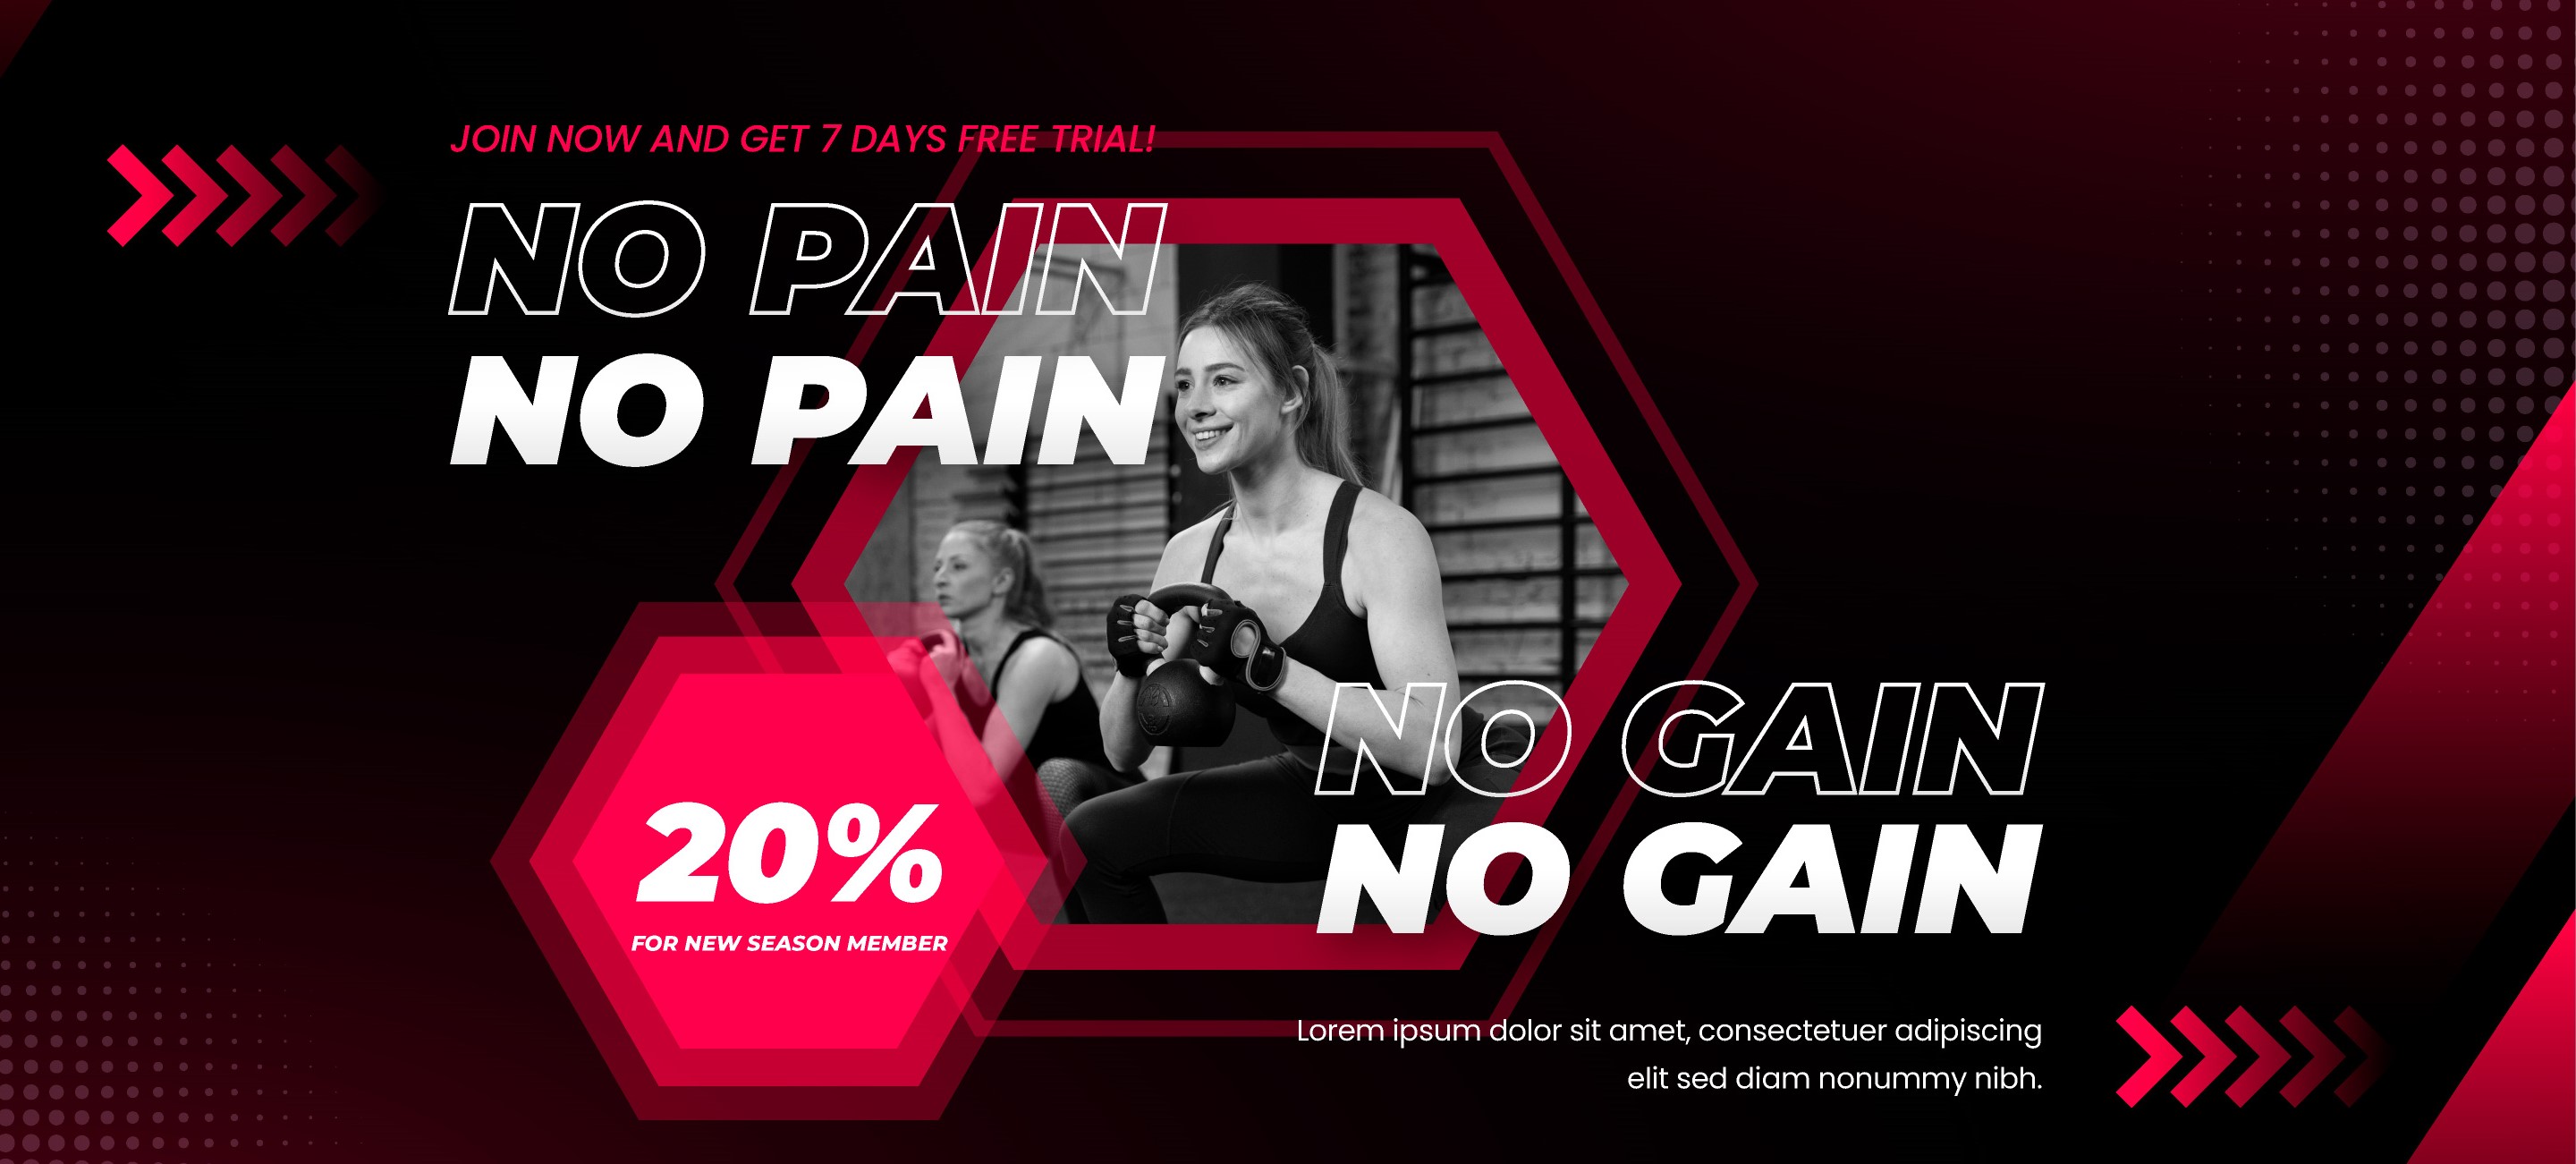 JOIN NOW AND GET 7 DAYS FREE TRIAL!
NO PAIN
NO PAIN
NO GAIN
NO GAIN
20%
FOR NEW SEASON MEMBER
Lorem ipsum dolor sit amet, consectetuer adipiscing
elit sed diam nonummy nibh.